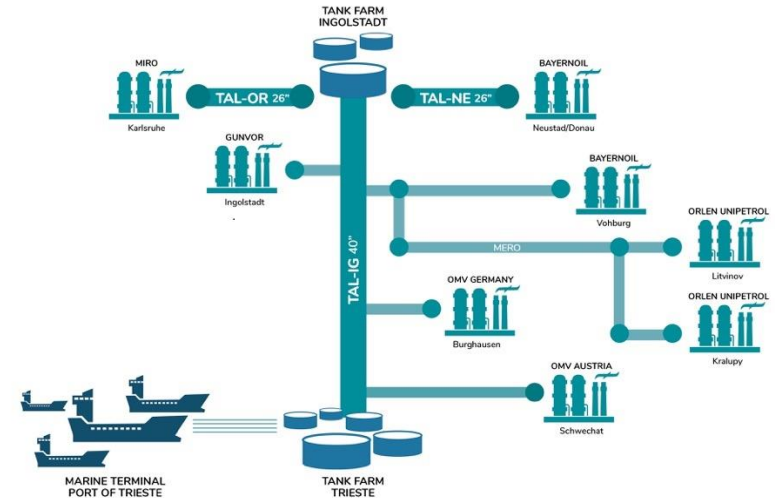 TANK FARM
INGOLSTADT
MIRO
Karlsruhe
TAL-OR 26"
TAL-NE 26"
BAYERNOIL
Neustad/Donau
GUNVOR
Ingolstadt
BAYERNOIL
Vohburg
TAL-IG 40"
MERO
ORLEN UNIPETROL
Litvinov
OMV GERMANY
Burghausen
ORLEN UNIPETROL
Kralupy
OMV AUSTRIA
Schwechat
MARINE TERMINAL
PORT OF TRIESTE
TANK FARM
TRIESTE